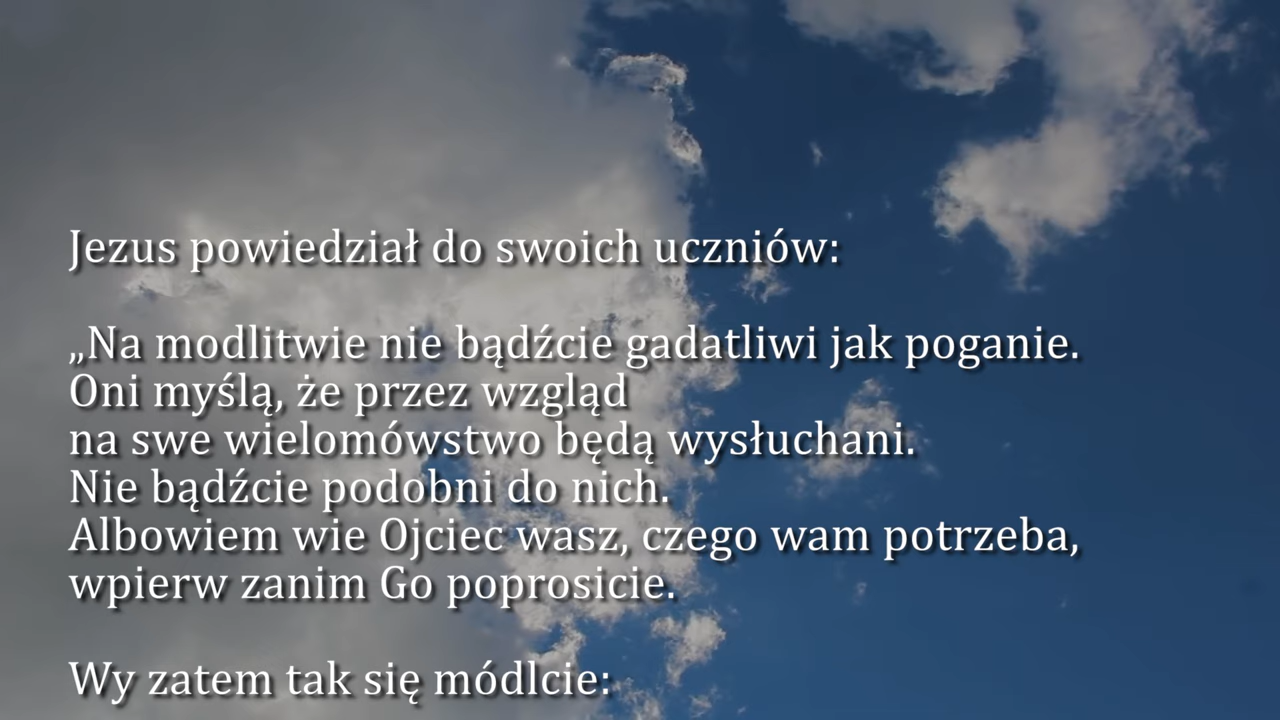 Jezus powiedział do swoich uczniów:
„Na modlitwie nie bądźcie gadatliwi jak poganie.
Oni myślą, że przez wzgląd
na swe wielomówstwo będą wysłuchani.
Nie bądźcie podobni do nich.
Albowiem wie Ojciec wasz, czego wam potrzeba,
wpierw zanim Go poprosicie.
Wy zatem tak się módlcie: